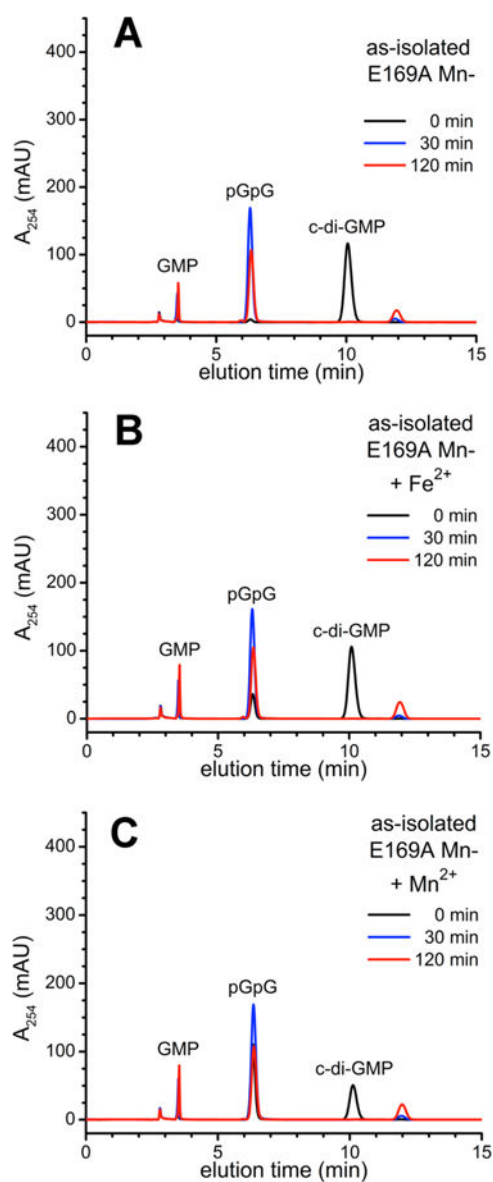 A
as-isolated
E169A Mn-
0 min
30 min
120 min
pGpG
c-di-GMP
GMP
A254 (mAU)
400
300
200
100
0
0 5 10 15
elution time (min)
B
as-isolated
E169A Mn-
+ Fe2+
0 min
30 min
120 min
pGpG
c-di-GMP
GMP
A254 (mAU)
400
300
200
100
0
0 5 10 15
elution time (min)
C
as-isolated
E169A Mn-
+ Mn2+
0 min
30 min
120 min
pGpG
c-di-GMP
GMP
A254 (mAU)
400
300
200
100
0
0 5 10 15
elution time (min)